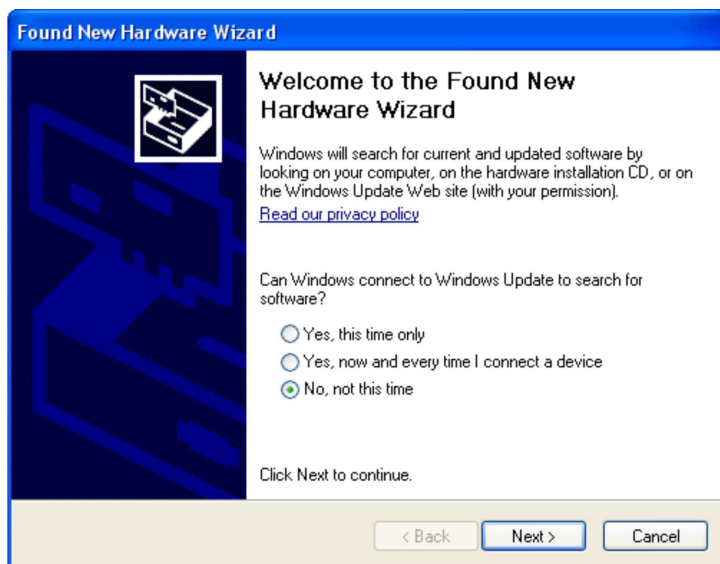 Found New Hardware Wizard
Welcome to the Found New
Hardware Wizard
Windows will search for current and updated software by
looking on your computer, on the hardware installation CD, or on
the Windows Update Web site (with your permission).
Read our privacy policy
Can Windows connect to Windows Update to search for
software?
Yes, this time only
Yes, now and every time I connect a device
No, not this time
Click Next to continue.
< Back
Next >
Cancel